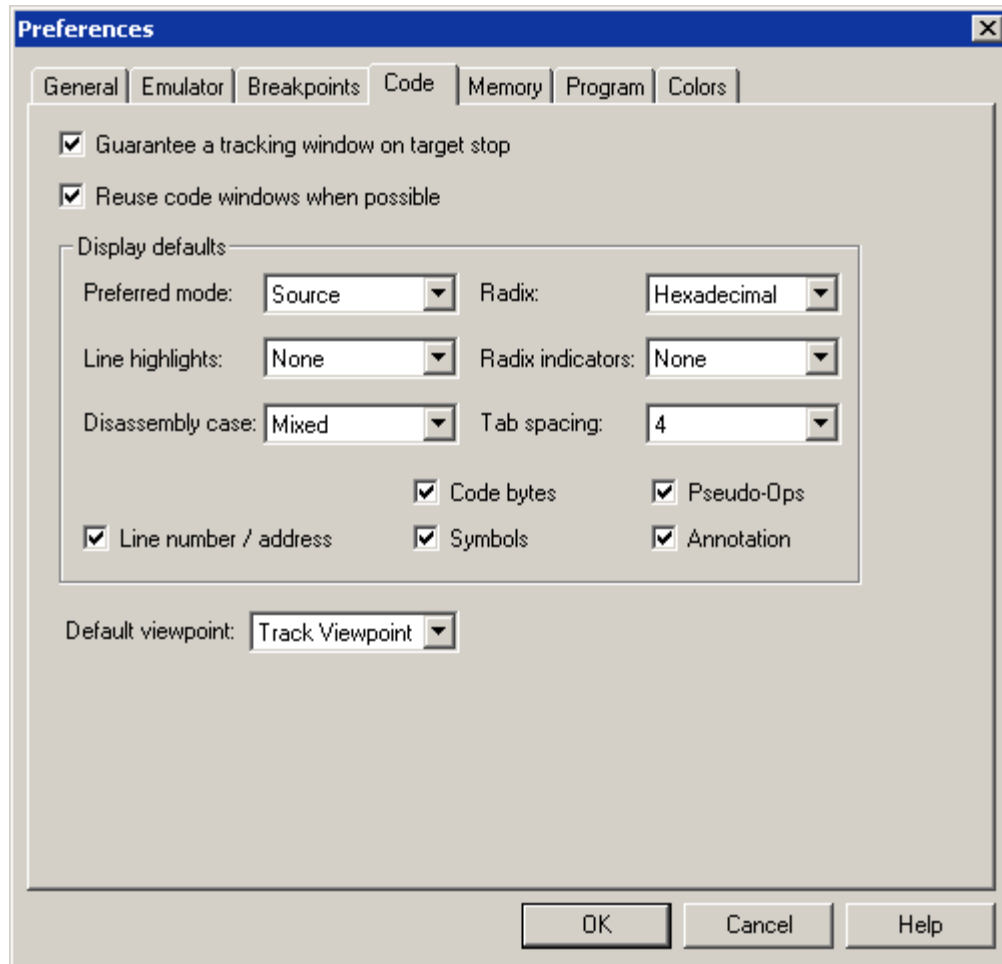 Preferences
General Emulator Breakpoints Code Memory Program Colors
Guarantee a tracking window on target stop
Reuse code windows when possible
Display defaults
Preferred mode: Source Radix: Hexadecimal
Line highlights: None Radix indicators: None
Disassembly case: Mixed Tab spacing: 4
Code bytes Pseudo-Ops
Line number / address Symbols Annotation
Default viewpoint: Track Viewpoint
OK Cancel Help